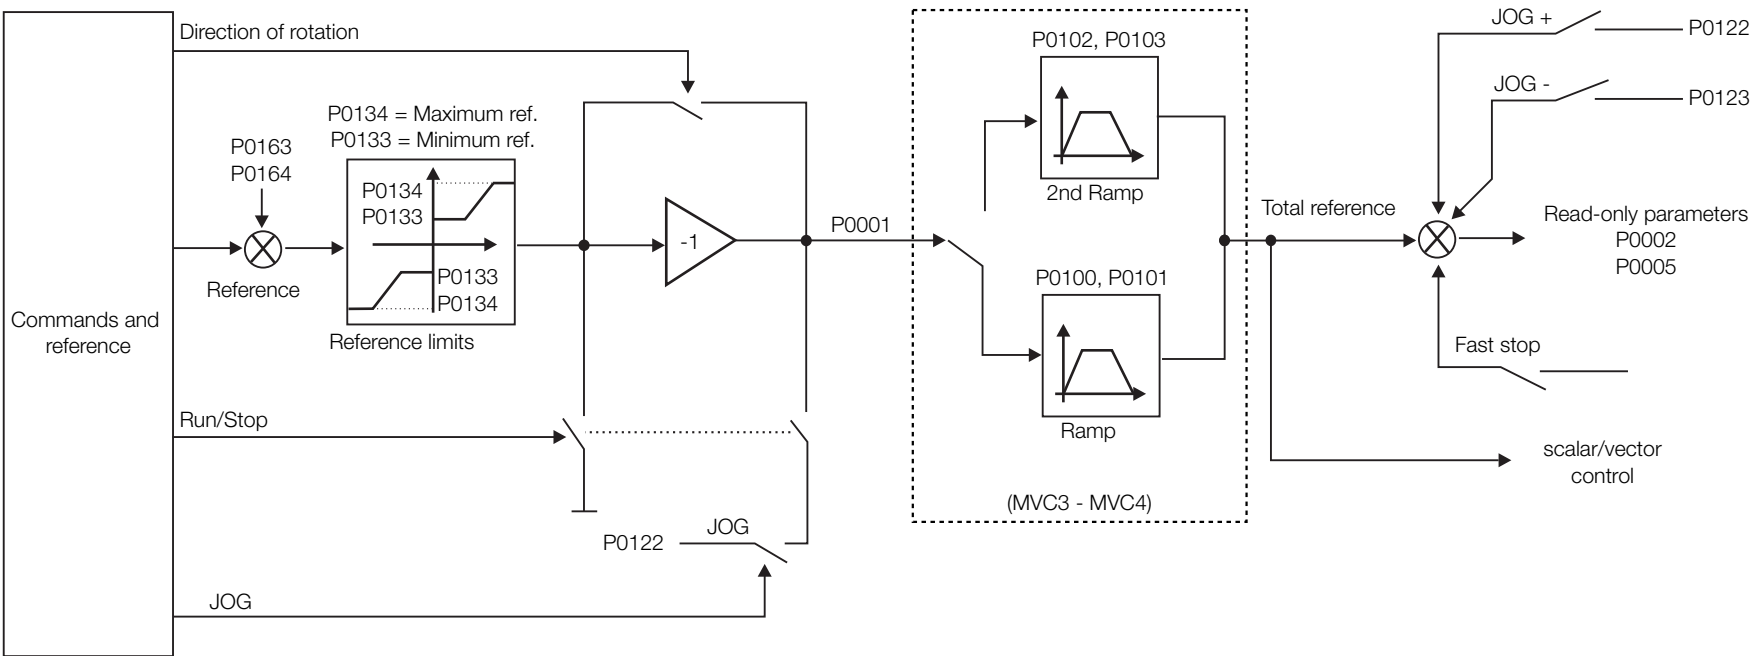 Direction of rotation
P0134 = Maximum ref.
P0133 = Minimum ref.
P0163
P0164
P0134
P0133
P0133
P0134
Reference
Reference limits
Commands and
reference
-1
P0001
Run/Stop
P0122
JOG
JOG
P0102, P0103
2nd Ramp
P0100, P0101
Ramp
(MVC3 - MVC4)
Total reference
JOG +
P0122
JOG -
P0123
Read-only parameters
P0002
P0005
Fast stop
scalar/vector
control